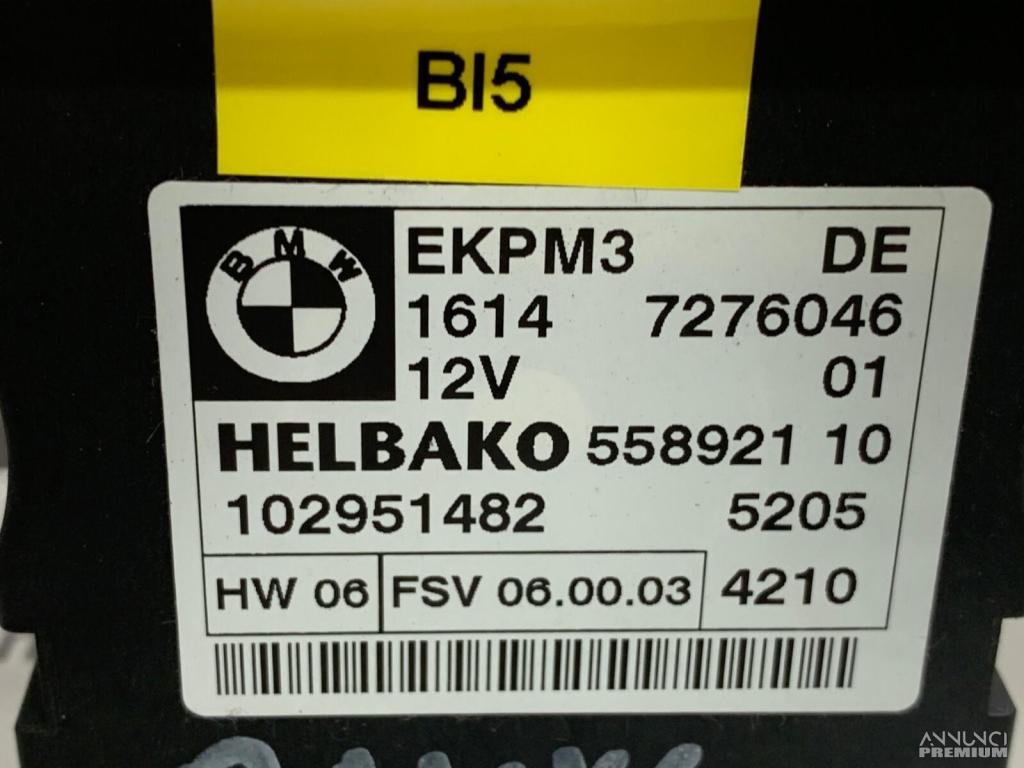 BI5
BMW
EKPM3 DE
1614 7276046
12V 01
HELBAKO 558921 10
102951482 5205
HW 06 FSV 06.00.03 4210
ANNUNCI
PREMIUM